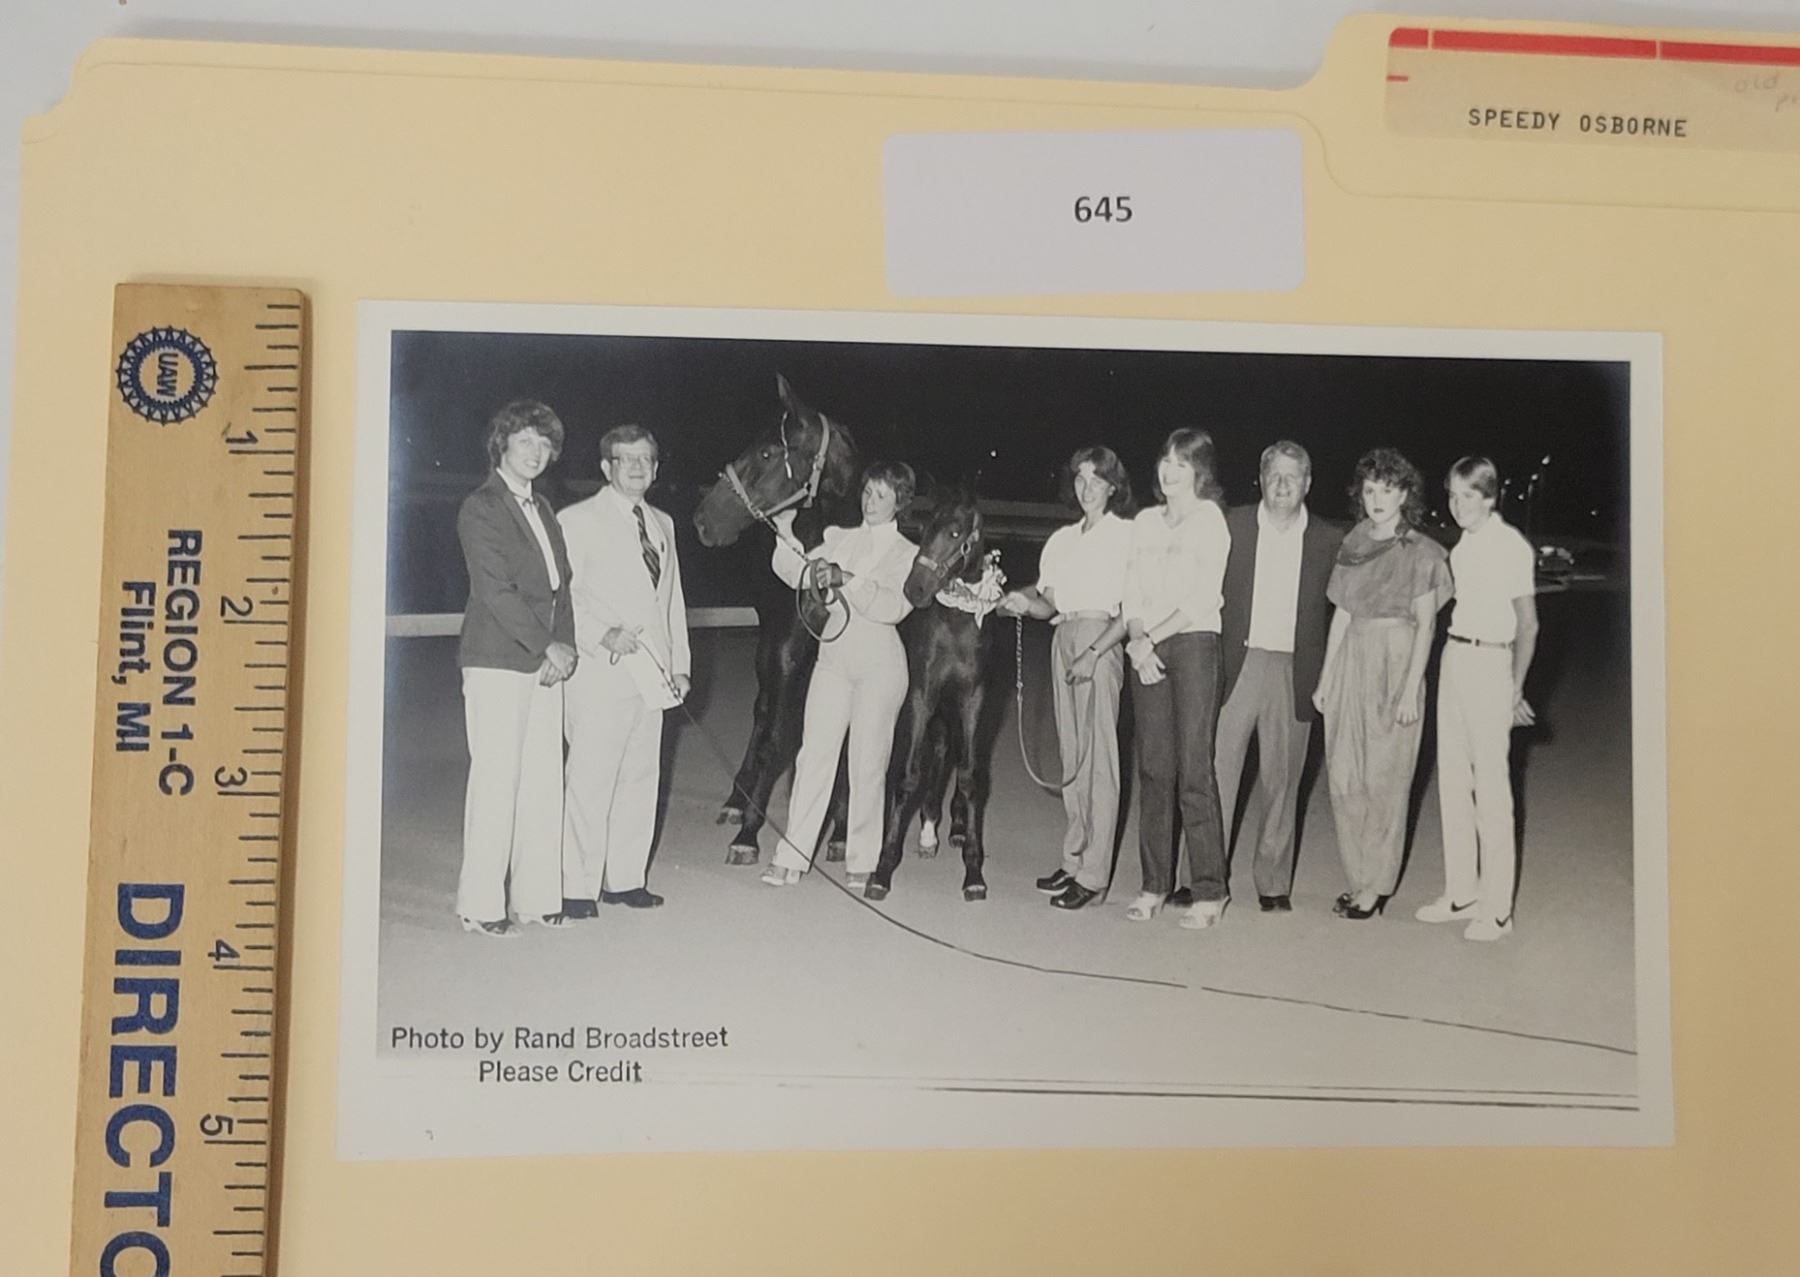 old
SPEEDY OSBORNE
645
UAW
REGION 1-C
Flint, MI
DIRECTO
1
2
3
4
5
Photo by Rand Broadstreet
Please Credit